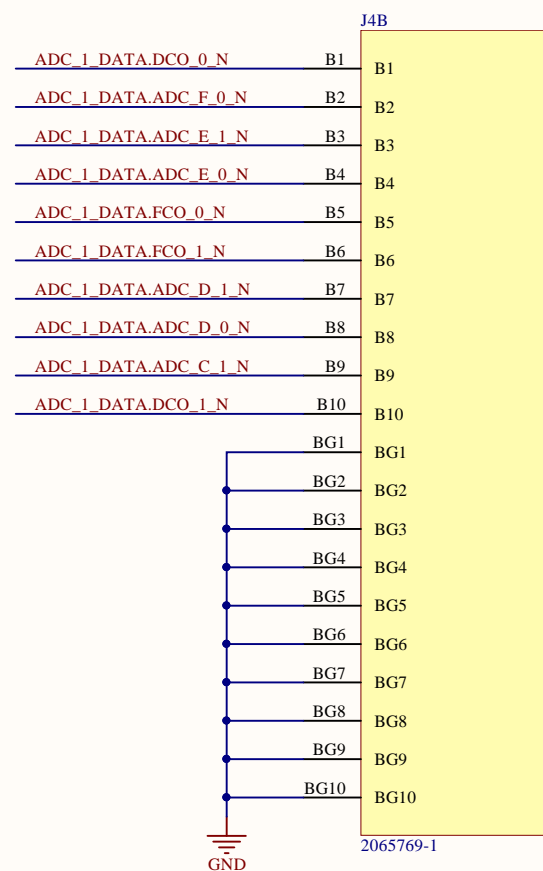 J4B
ADC_1_DATA.DCO_0_N B1 B1
ADC_1_DATA.ADC_F_0_N B2 B2
ADC_1_DATA.ADC_E_1_N B3 B3
ADC_1_DATA.ADC_E_0_N B4 B4
ADC_1_DATA.FCO_0_N B5 B5
ADC_1_DATA.FCO_1_N B6 B6
ADC_1_DATA.ADC_D_1_N B7 B7
ADC_1_DATA.ADC_D_0_N B8 B8
ADC_1_DATA.ADC_C_1_N B9 B9
ADC_1_DATA.DCO_1_N B10 B10
BG1 BG1
BG2 BG2
BG3 BG3
BG4 BG4
BG5 BG5
BG6 BG6
BG7 BG7
BG8 BG8
BG9 BG9
BG10 BG10
2065769-1
GND